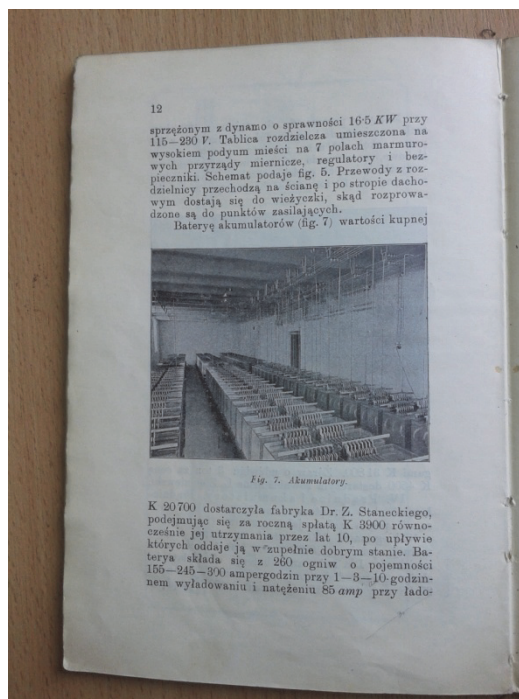 12
sprzężonym z dynamo o sprawności 16·5 KW przy
115—230 V. Tablica rozdzielcza umieszczona na
wysokiem podyum mieści na 7 polach marmuro-
wych przyrządy miernicze, regulatory i bez-
pieczniki. Schemat podaje fig. 5. Przewody z roz-
dzielnicy przechodzą na ścianę i po stropie dacho-
wym dostają się do wieżyczki, skąd rozprowa-
dzone są do punktów zasilających.
Bateryę akumulatorów (fig. 7) wartości kupnej
Fig. 7. Akumulatory.
K 20700 dostarczyła fabryka Dr. Z. Staneckiego,
podejmując się za roczną spłatą K 3900 równo-
cześnie jej utrzymania przez lat 10, po upływie
których oddaje ją w zupełnie dobrym stanie. Ba-
terya składa się z 260 ogniw o pojemności
155—245—300 ampergodzin przy 1—3—10-godzin-
nem wyładowaniu i natężeniu 85 amp przy łado-